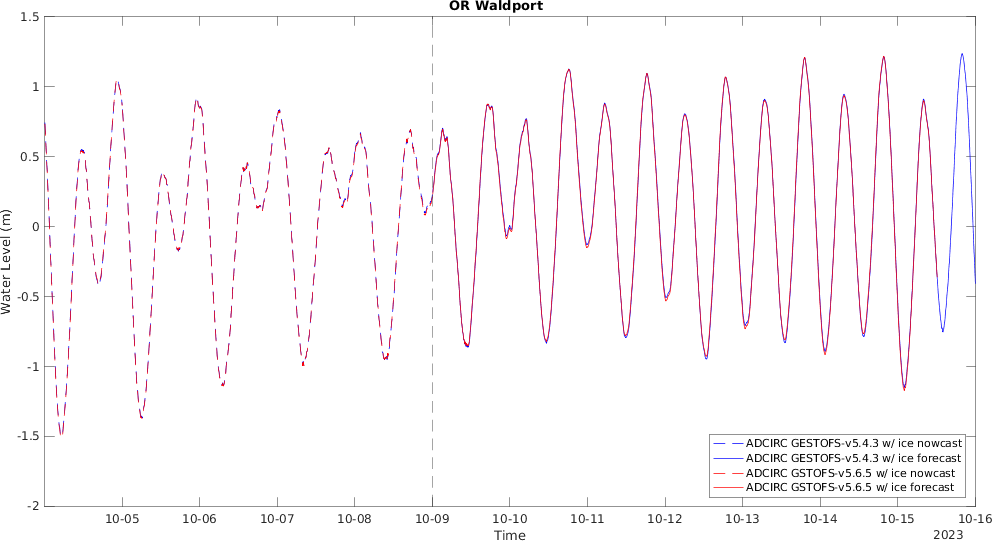 OR Waldport
1.5
1
0.5
0
-0.5
-1
-1.5
-2
Water Level (m)
10-05 10-06 10-07 10-08 10-09 10-10 10-11 10-12 10-13 10-14 10-15 10-16
Time
2023
ADCIRC GESTOFS-v5.4.3 w/ ice nowcast
ADCIRC GESTOFS-v5.4.3 w/ ice forecast
ADCIRC GSTOFS-v5.6.5 w/ ice nowcast
ADCIRC GSTOFS-v5.6.5 w/ ice forecast